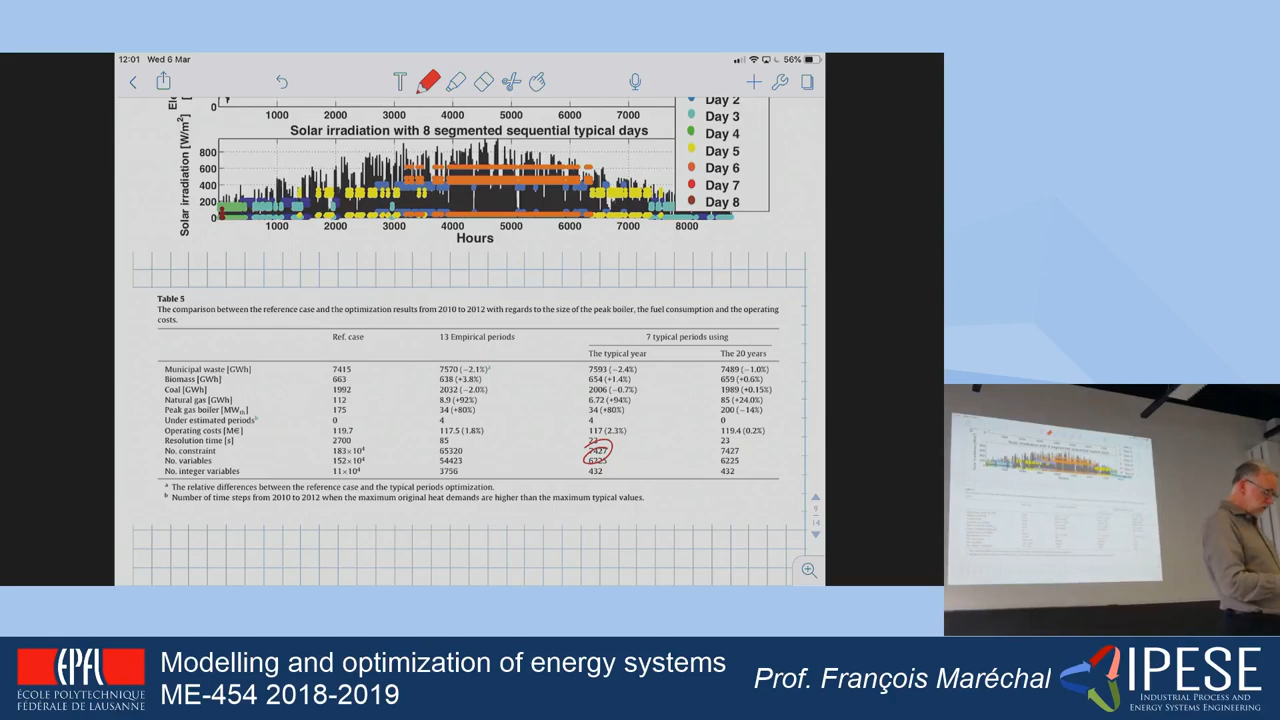 12:01 Wed 6 Mar
56%
T
0
1000 2000 3000 4000 5000 6000 7000
Solar irradiation with 8 segmented sequential typical days
Solar irradiation [W/m²]
800
600
400
200
0
1000 2000 3000 4000 5000 6000 7000 8000
Hours
Day 2
Day 3
Day 4
Day 5
Day 6
Day 7
Day 8
Table 5
The comparison between the reference case and the optimization results from 2010 to 2012 with regards to the size of the peak boiler, the fuel consumption and the operating
costs.
Ref. case 13 Empirical periods 7 typical periods using
The typical year The 20 years
Municipal waste [GWh] 7415 7570 (−2.1%)a 7593 (−2.4%) 7489 (−1.0%)
Biomass [GWh] 663 638 (+3.8%) 654 (+1.4%) 659 (+0.6%)
Coal [GWh] 1992 2032 (−2.0%) 2006 (−0.7%) 1989 (+0.15%)
Natural gas [GWh] 112 8.9 (+92%) 6.72 (+94%) 85 (+24.0%)
Peak gas boiler [MWth] 175 34 (+80%) 34 (+80%) 200 (−14%)
Under estimated periodsb 0 4 4 0
Operating costs [M€] 119.7 117.5 (1.8%) 117 (2.3%) 119.4 (0.2%)
Resolution time [s] 2700 85 23 23
No. constraint 183×10⁴ 65320 7427 7427
No. variables 152×10⁴ 54423 6225 6225
No. integer variables 11×10⁴ 3756 432 432
a The relative differences between the reference case and the typical periods optimization.
b Number of time steps from 2010 to 2012 when the maximum original heat demands are higher than the maximum typical values.
9
14
EPFL
ÉCOLE POLYTECHNIQUE
FÉDÉRALE DE LAUSANNE
Modelling and optimization of energy systems
ME-454 2018-2019
Prof. François Maréchal
IPESE
Industrial Process and
Energy Systems Engineering